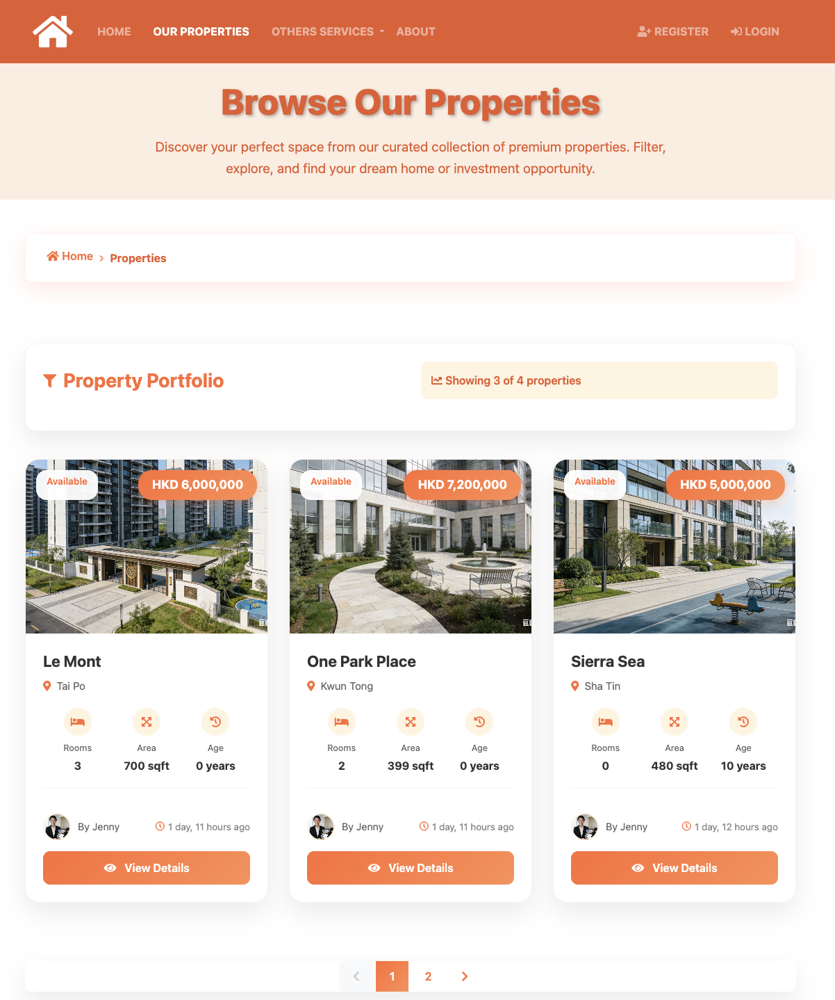 HOME OUR PROPERTIES OTHERS SERVICES ABOUT REGISTER LOGIN
Browse Our Properties
Discover your perfect space from our curated collection of premium properties. Filter,
explore, and find your dream home or investment opportunity.
Home › Properties
Property Portfolio
Showing 3 of 4 properties
Available
HKD 6,000,000
Le Mont
Tai Po
Rooms Area Age
3 700 sqft 0 years
By Jenny 1 day, 11 hours ago
View Details
Available
HKD 7,200,000
One Park Place
Kwun Tong
Rooms Area Age
2 399 sqft 0 years
By Jenny 1 day, 11 hours ago
View Details
Available
HKD 5,000,000
Sierra Sea
Sha Tin
Rooms Area Age
0 480 sqft 10 years
By Jenny 1 day, 12 hours ago
View Details
1 2